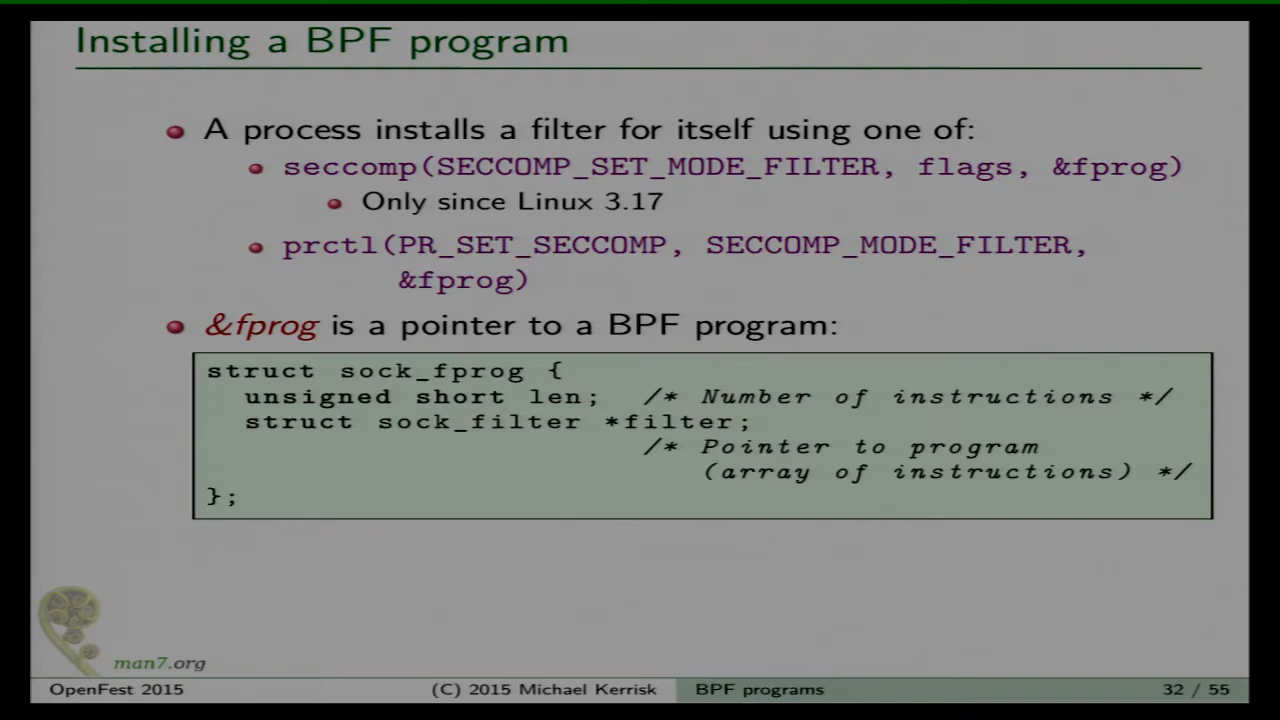 Installing a BPF program
A process installs a filter for itself using one of:
seccomp(SECCOMP_SET_MODE_FILTER, flags, &fprog)
Only since Linux 3.17
prctl(PR_SET_SECCOMP, SECCOMP_MODE_FILTER,
&fprog)
&fprog is a pointer to a BPF program:
struct sock_fprog {
unsigned short len; /* Number of instructions */
struct sock_filter *filter;
/* Pointer to program
(array of instructions) */
};
man7.org
OpenFest 2015 (C) 2015 Michael Kerrisk BPF programs 32 / 55